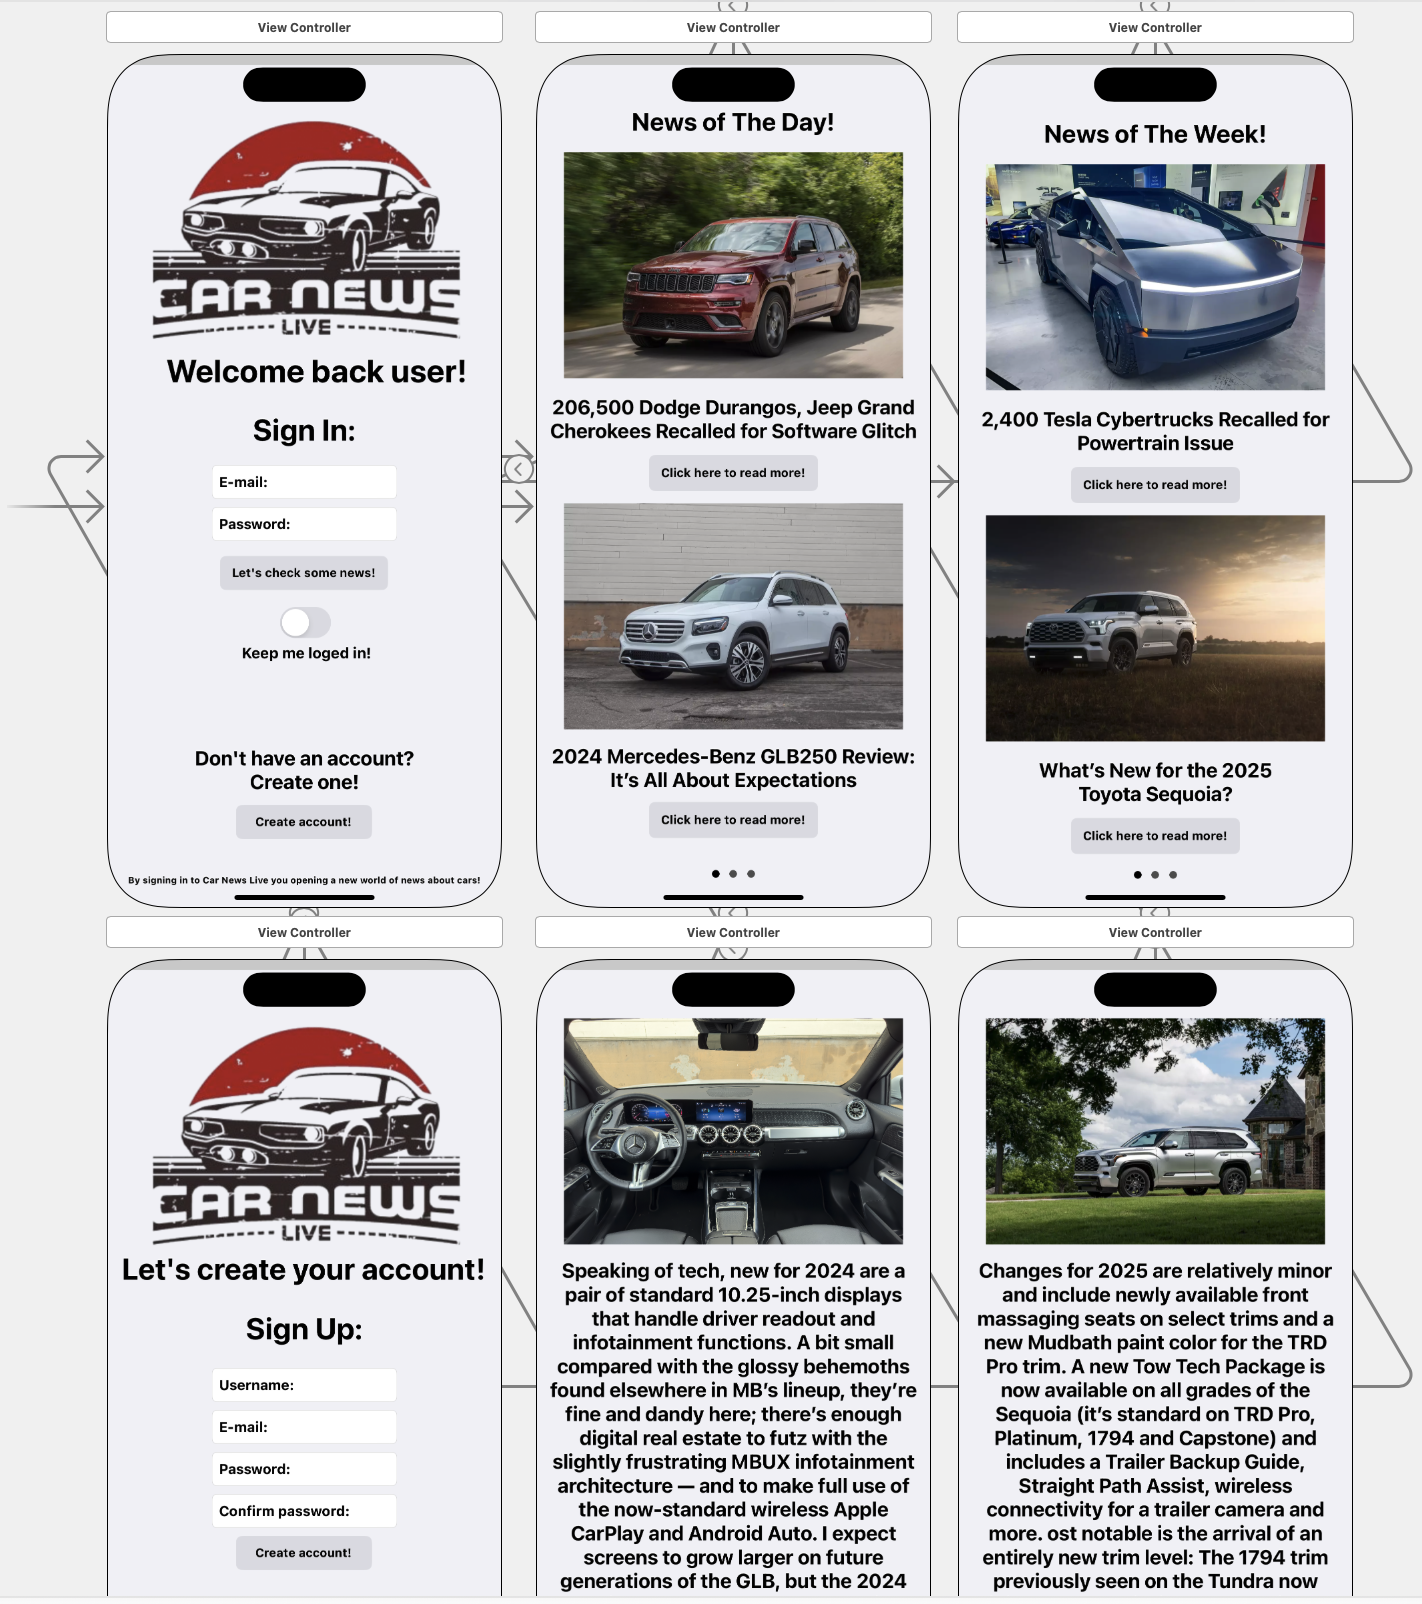 View Controller
CAR NEWS
LIVE
Welcome back user!
Sign In:
E-mail:
Password:
Let's check some news!
Keep me loged in!
Don't have an account?
Create one!
Create account!
By signing in to Car News Live you opening a new world of news about cars!
View Controller
News of The Day!
206,500 Dodge Durangos, Jeep Grand
Cherokees Recalled for Software Glitch
Click here to read more!
2024 Mercedes-Benz GLB250 Review:
It’s All About Expectations
Click here to read more!
View Controller
News of The Week!
2,400 Tesla Cybertrucks Recalled for
Powertrain Issue
Click here to read more!
What’s New for the 2025
Toyota Sequoia?
Click here to read more!
View Controller
CAR NEWS
LIVE
Let's create your account!
Sign Up:
Username:
E-mail:
Password:
Confirm password:
Create account!
View Controller
Speaking of tech, new for 2024 are a
pair of standard 10.25-inch displays
that handle driver readout and
infotainment functions. A bit small
compared with the glossy behemoths
found elsewhere in MB’s lineup, they’re
fine and dandy here; there’s enough
digital real estate to futz with the
slightly frustrating MBUX infotainment
architecture — and to make full use of
the now-standard wireless Apple
CarPlay and Android Auto. I expect
screens to grow larger on future
generations of the GLB, but the 2024
View Controller
Changes for 2025 are relatively minor
and include newly available front
massaging seats on select trims and a
new Mudbath paint color for the TRD
Pro trim. A new Tow Tech Package is
now available on all grades of the
Sequoia (it’s standard on TRD Pro,
Platinum, 1794 and Capstone) and
includes a Trailer Backup Guide,
Straight Path Assist, wireless
connectivity for a trailer camera and
more. ost notable is the arrival of an
entirely new trim level: The 1794 trim
previously seen on the Tundra now